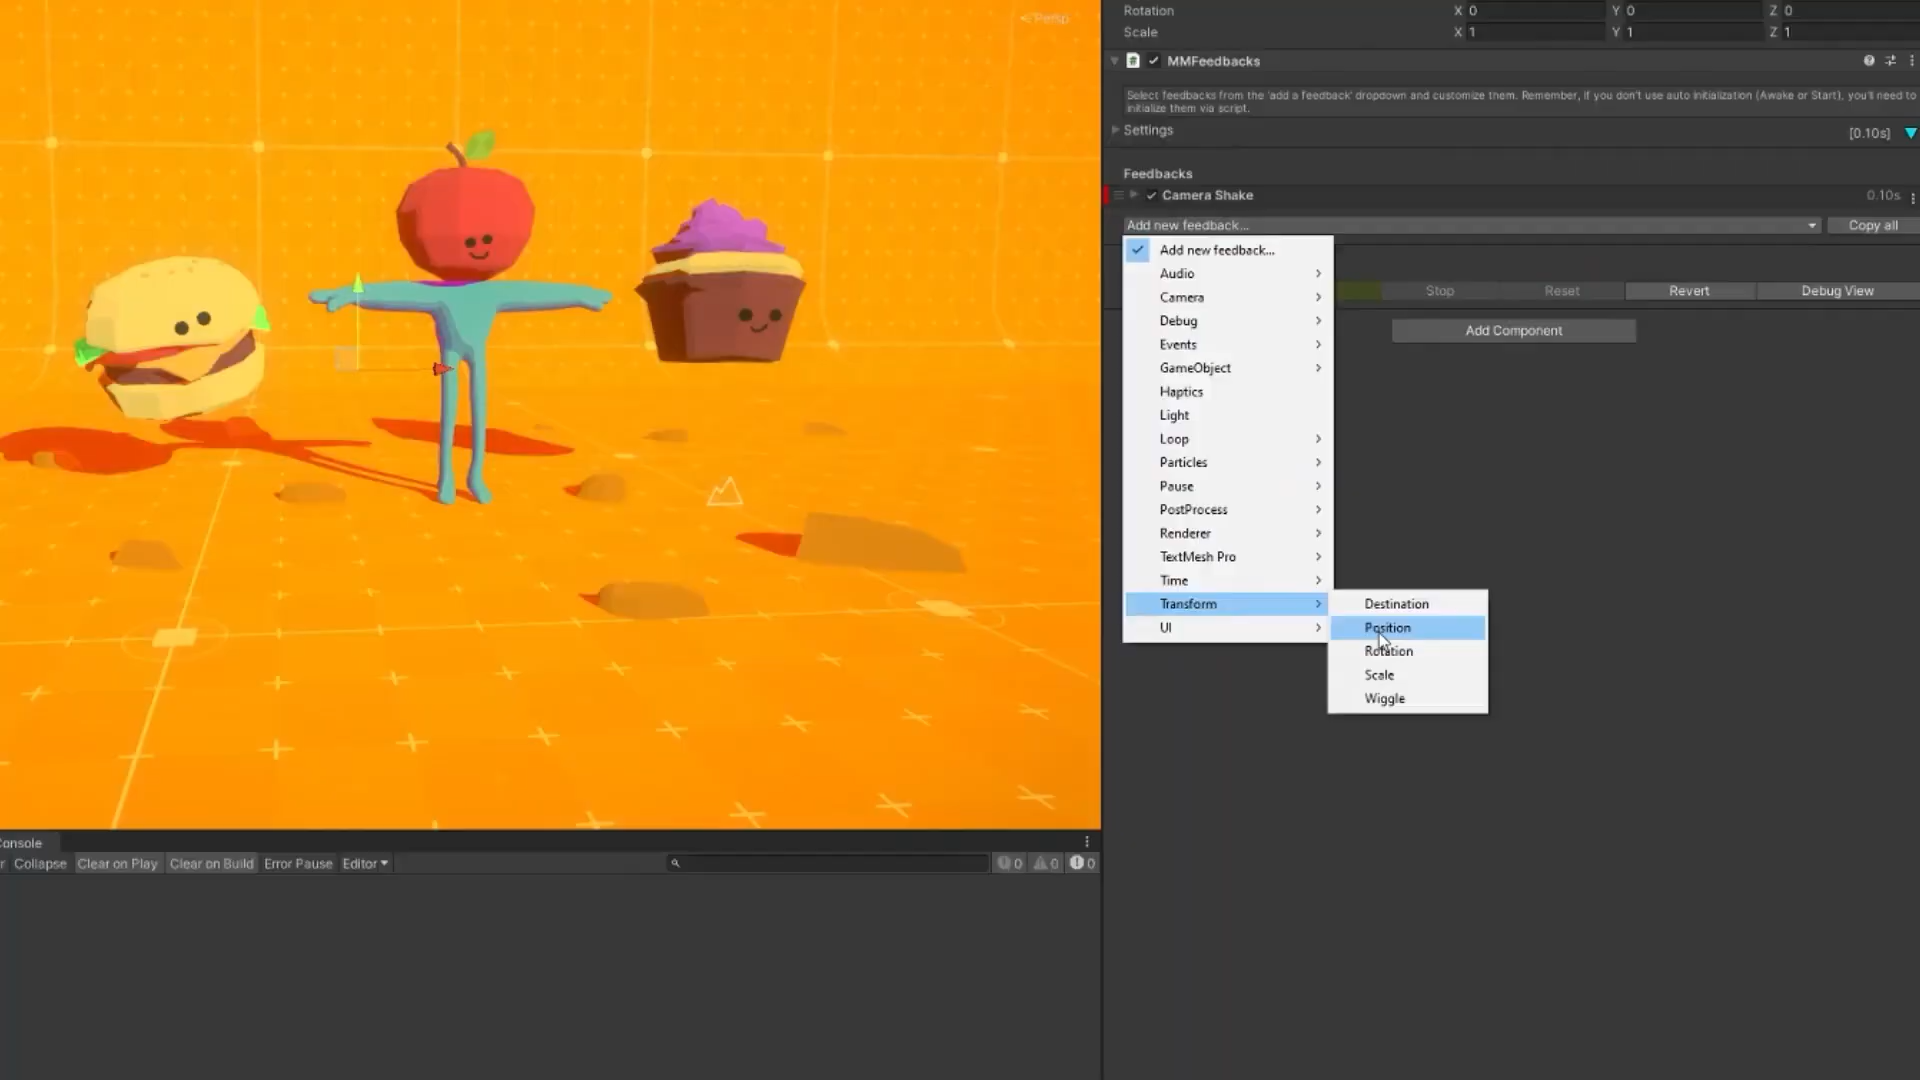 <Persp
Rotation X 0 Y 0 Z 0
Scale X 1 Y 1 Z 1
# MMFeedbacks
Select feedbacks from the 'add a feedback' dropdown and customize them. Remember, if you don't use auto initialization (Awake or Start), you'll need to
initialize them via script.
Settings [0.10s]
Feedbacks
Camera Shake 0.10s
Add new feedback... Copy all
Add new feedback...
Audio
Camera
Debug
Stop Reset Revert Debug View
Add Component
Events
GameObject
Haptics
Light
Loop
Particles
Pause
PostProcess
Renderer
TextMesh Pro
Time
Transform
UI
Destination
Position
Rotation
Scale
Wiggle
onsole
r Collapse Clear on Play Clear on Build Error Pause Editor 0 0 0